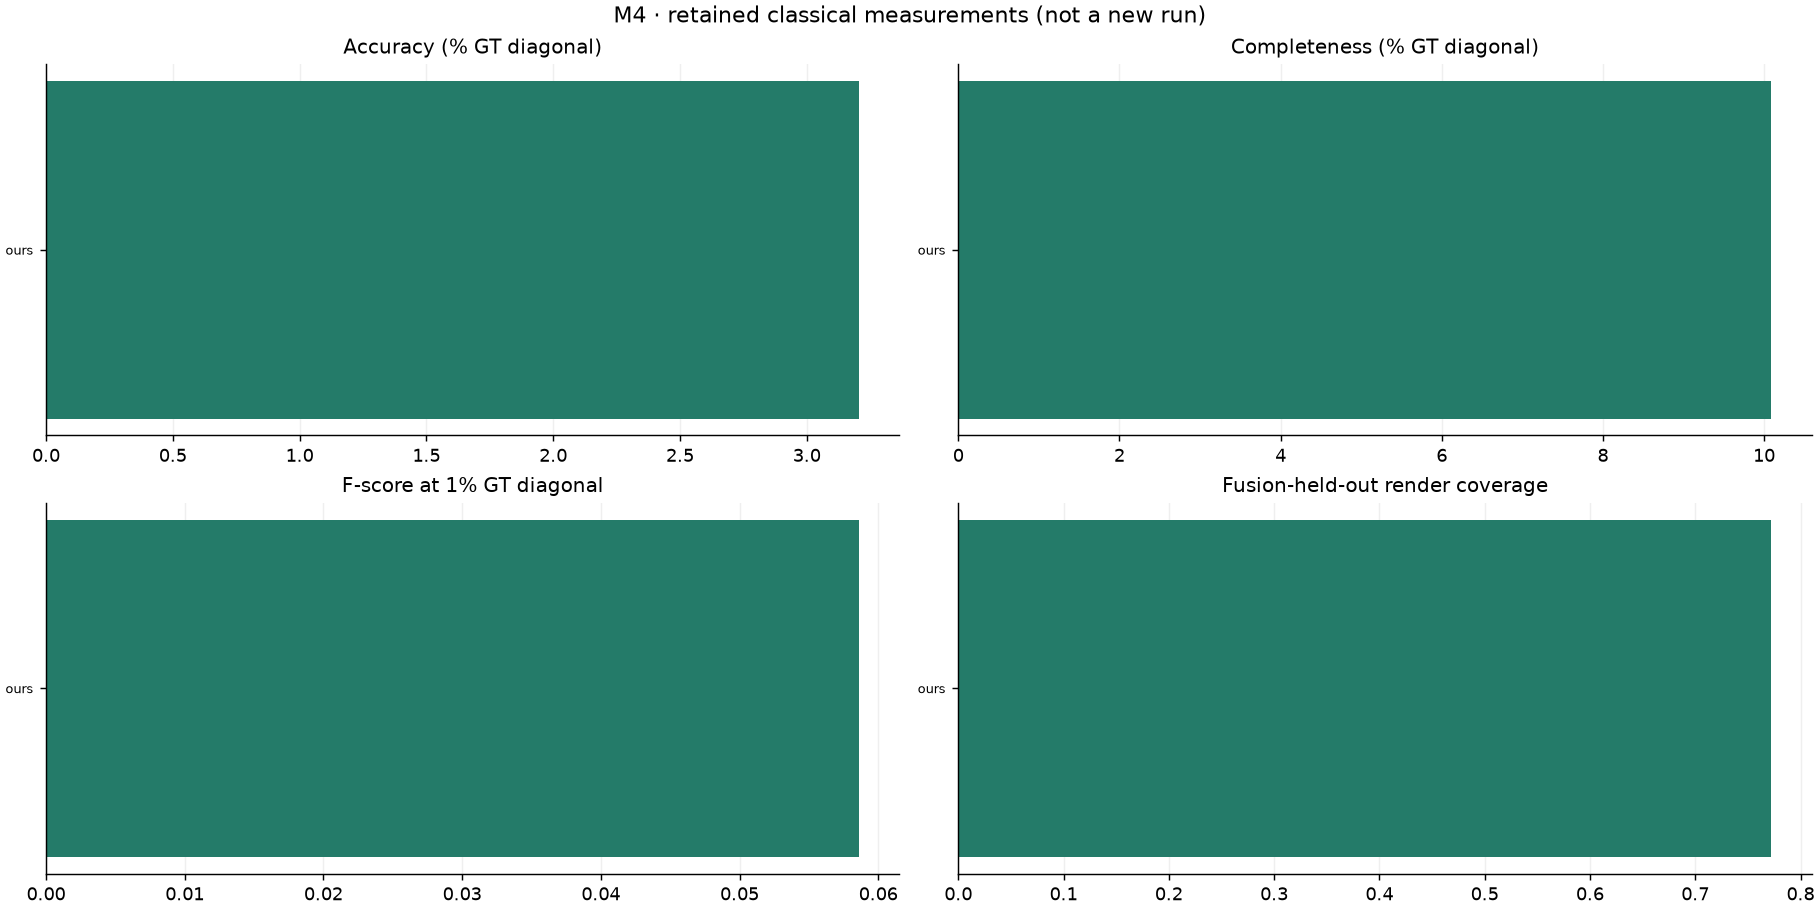 M4 · retained classical measurements (not a new run)
Accuracy (% GT diagonal)
ours
0.0 0.5 1.0 1.5 2.0 2.5 3.0
Completeness (% GT diagonal)
ours
0 2 4 6 8 10
F-score at 1% GT diagonal
ours
0.00 0.01 0.02 0.03 0.04 0.05 0.06
Fusion-held-out render coverage
ours
0.0 0.1 0.2 0.3 0.4 0.5 0.6 0.7 0.8